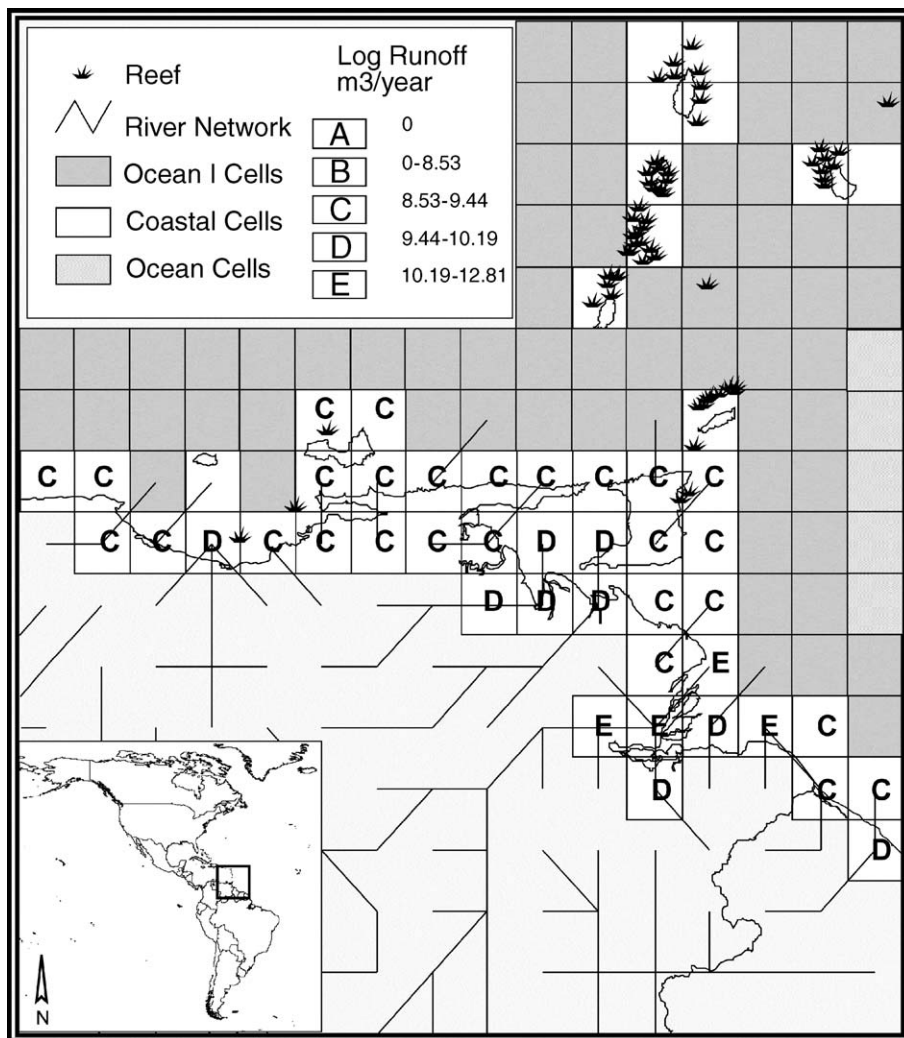 Reef
River Network
Ocean I Cells
Coastal Cells
Ocean Cells
Log Runoff
m3/year
A 0
B 0-8.53
C 8.53-9.44
D 9.44-10.19
E 10.19-12.81
C C
C C C C C C C C C C
C C D C C C C C D D C C
D D D C C
C E
E E D E C
D C C
D
N